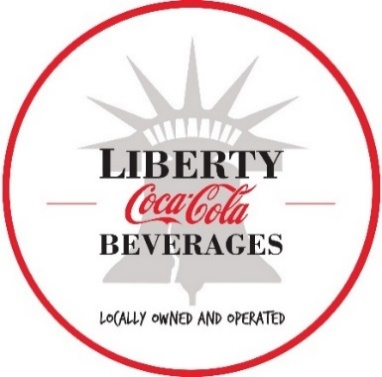 LIBERTY
Coca-Cola
BEVERAGES
LOCALLY OWNED AND OPERATED